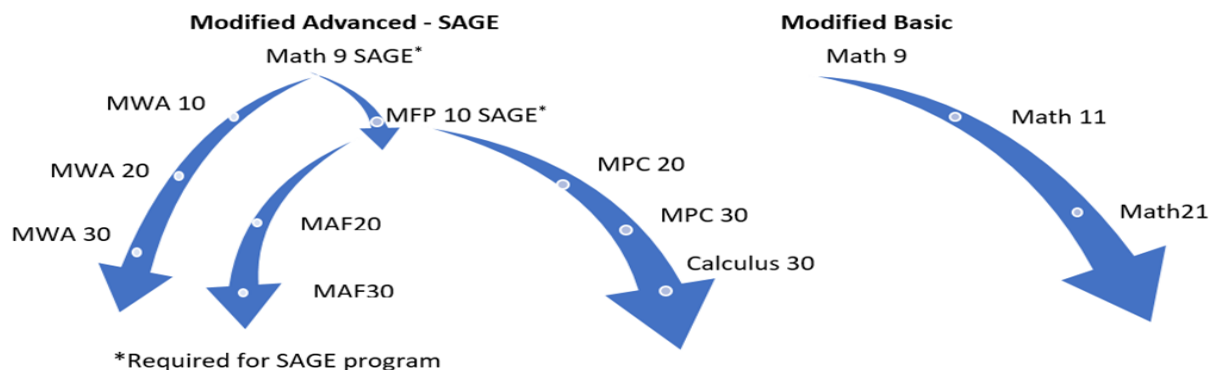 Modified Advanced - SAGE
Math 9 SAGE*
MWA 10
MFP 10 SAGE*
MWA 20
MPC 20
MWA 30
MAF20
MPC 30
Calculus 30
MAF30
*Required for SAGE program
Modified Basic
Math 9
Math 11
Math21